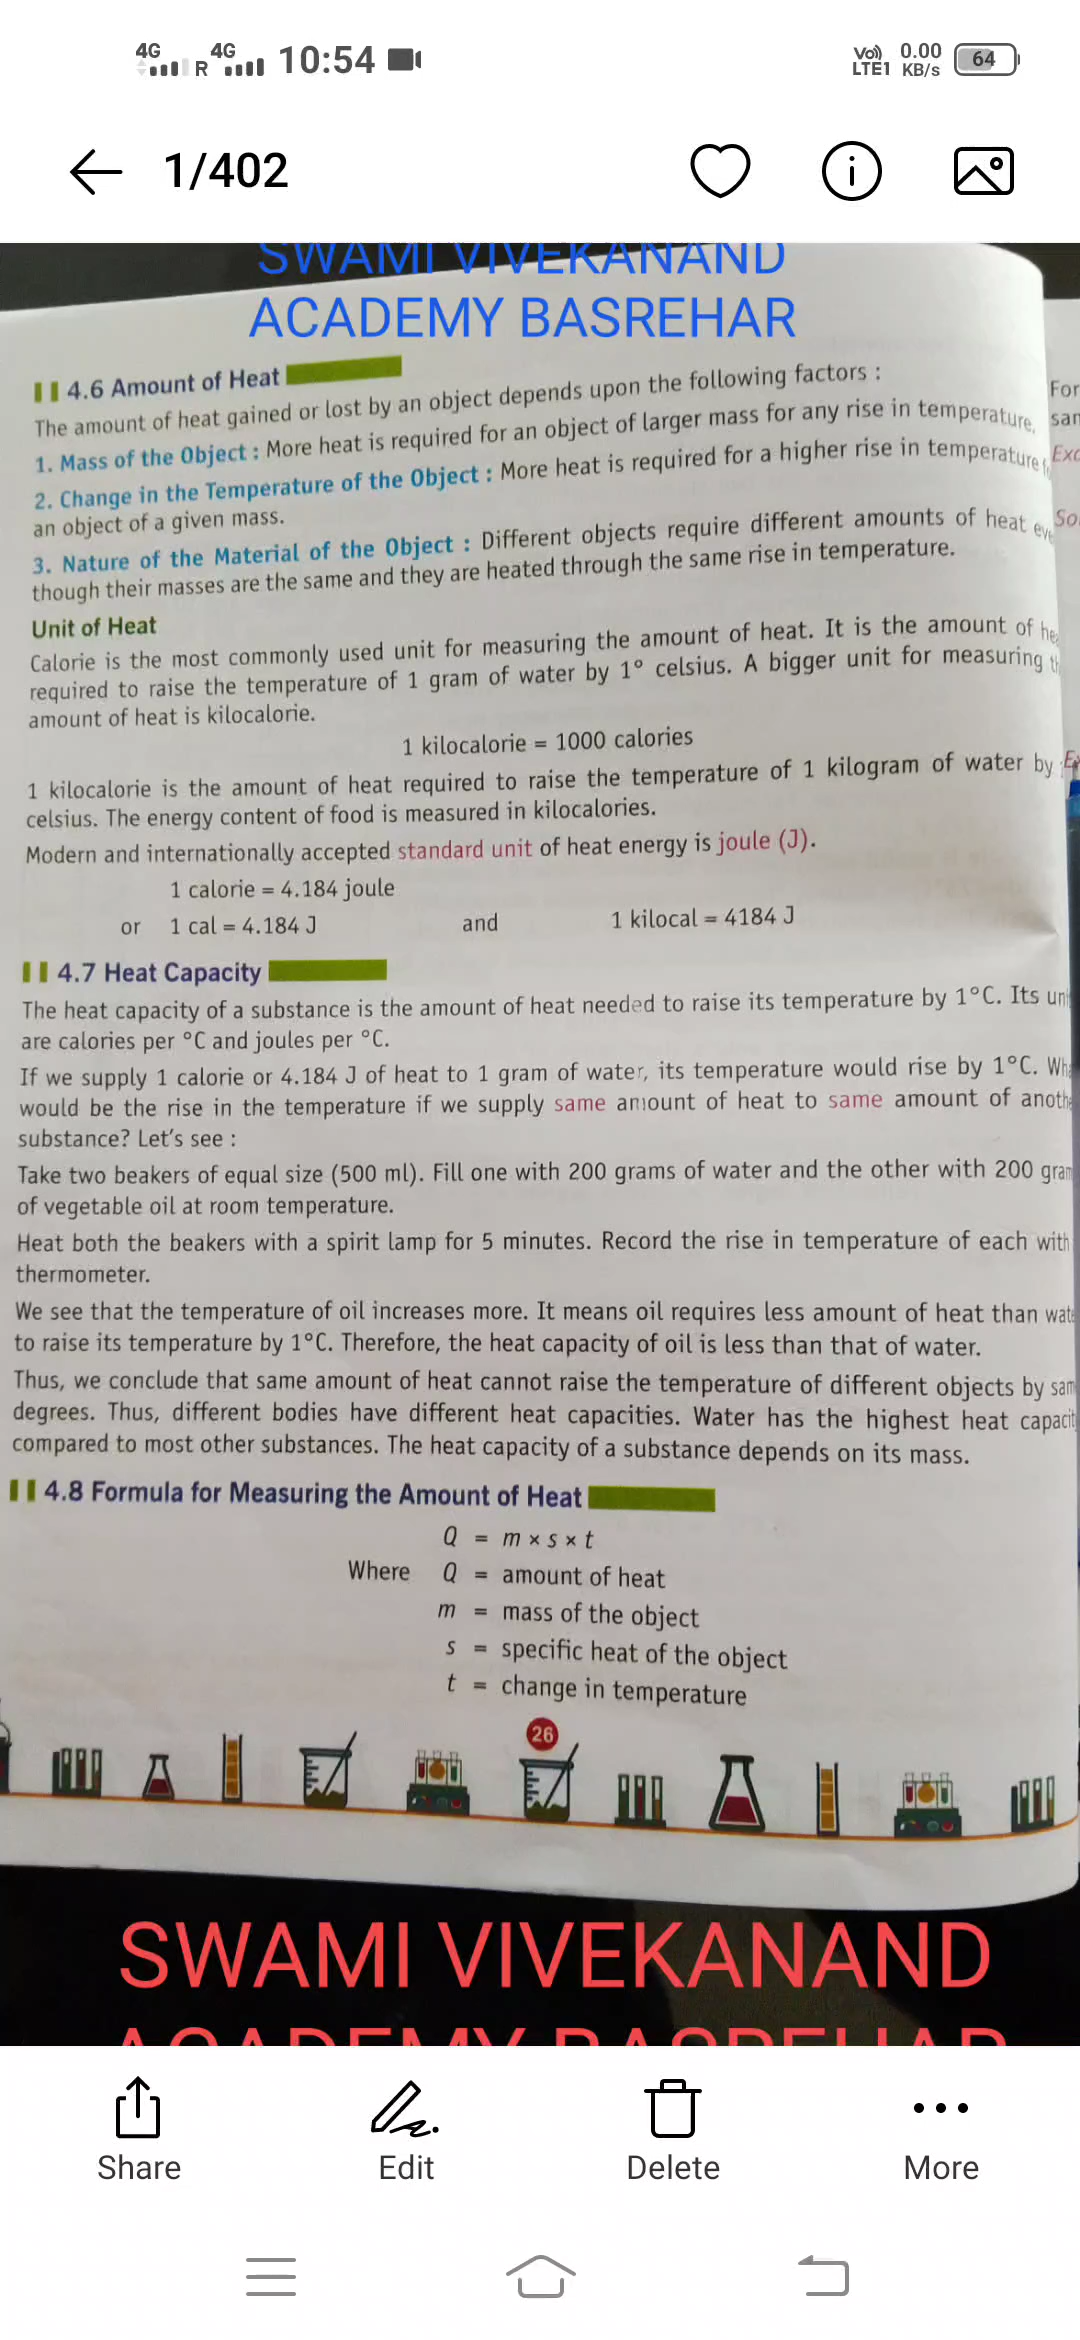 4G R 4G 10:54 Vo) LTE1 0.00 KB/s 64
1/402
SWAMI VIVEKANAND
ACADEMY BASREHAR
4.6 Amount of Heat
The amount of heat gained or lost by an object depends upon the following factors :
1. Mass of the Object : More heat is required for an object of larger mass for any rise in temperature.
2. Change in the Temperature of the Object : More heat is required for a higher rise in temperature
an object of a given mass.
3. Nature of the Material of the Object : Different objects require different amounts of heat eve
though their masses are the same and they are heated through the same rise in temperature.
Unit of Heat
Calorie is the most commonly used unit for measuring the amount of heat. It is the amount of hea
required to raise the temperature of 1 gram of water by 1° celsius. A bigger unit for measuring th
amount of heat is kilocalorie.
1 kilocalorie = 1000 calories
1 kilocalorie is the amount of heat required to raise the temperature of 1 kilogram of water by
celsius. The energy content of food is measured in kilocalories.
Modern and internationally accepted standard unit of heat energy is joule (J).
1 calorie = 4.184 joule
or 1 cal = 4.184 J and 1 kilocal = 4184 J
4.7 Heat Capacity
The heat capacity of a substance is the amount of heat needed to raise its temperature by 1°C. Its uni
are calories per °C and joules per °C.
If we supply 1 calorie or 4.184 J of heat to 1 gram of water, its temperature would rise by 1°C. Wha
would be the rise in the temperature if we supply same amount of heat to same amount of anothe
substance? Let's see :
Take two beakers of equal size (500 ml). Fill one with 200 grams of water and the other with 200 gram
of vegetable oil at room temperature.
Heat both the beakers with a spirit lamp for 5 minutes. Record the rise in temperature of each with
thermometer.
We see that the temperature of oil increases more. It means oil requires less amount of heat than wate
to raise its temperature by 1°C. Therefore, the heat capacity of oil is less than that of water.
Thus, we conclude that same amount of heat cannot raise the temperature of different objects by sam
degrees. Thus, different bodies have different heat capacities. Water has the highest heat capacit
compared to most other substances. The heat capacity of a substance depends on its mass.
4.8 Formula for Measuring the Amount of Heat
Q = m × s × t
Where Q = amount of heat
m = mass of the object
s = specific heat of the object
t = change in temperature
26
For
sam
Exa
So
SWAMI VIVEKANAND
ACADEMY BASREHAR
Share Edit Delete More